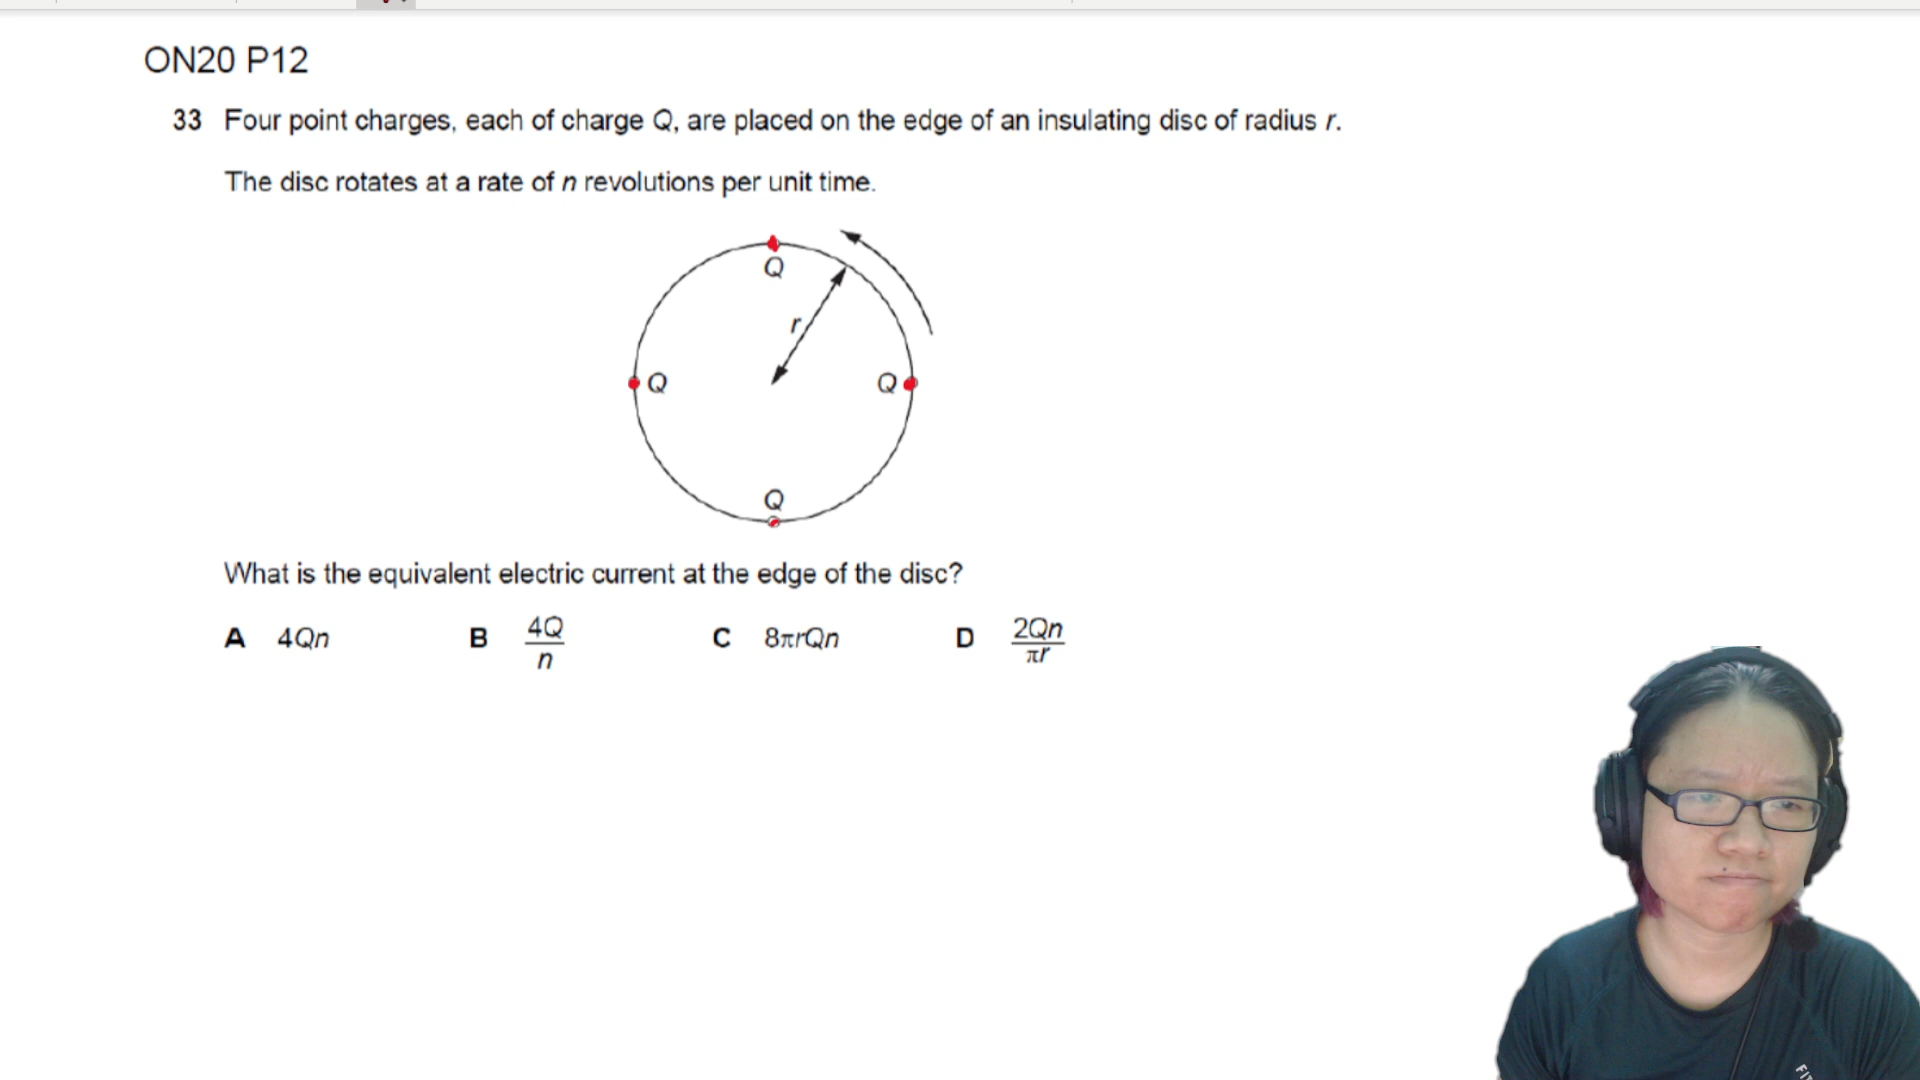 ON20 P12
33 Four point charges, each of charge Q, are placed on the edge of an insulating disc of radius r.
The disc rotates at a rate of n revolutions per unit time.
Q
r
Q
Q
Q
What is the equivalent electric current at the edge of the disc?
A 4Qn B 4Q/n C 8πrQn D 2Qn/πr